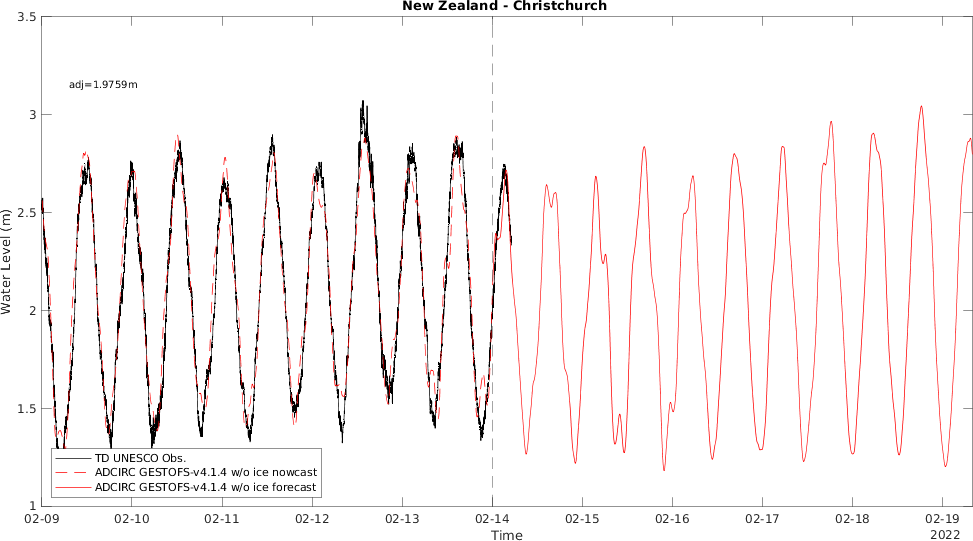 New Zealand - Christchurch
3.5
adj=1.9759m
3
2.5
Water Level (m)
2
1.5
TD UNESCO Obs.
ADCIRC GESTOFS-v4.1.4 w/o ice nowcast
ADCIRC GESTOFS-v4.1.4 w/o ice forecast
1
02-09 02-10 02-11 02-12 02-13 02-14 02-15 02-16 02-17 02-18 02-19
Time 2022